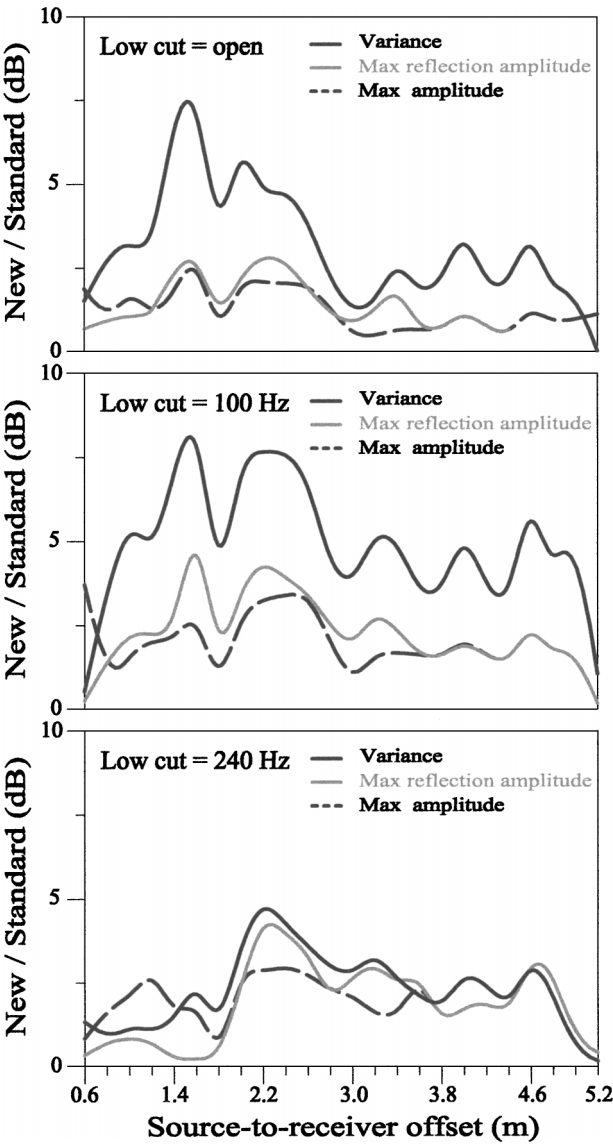 10
Low cut = open
Variance
Max reflection amplitude
Max amplitude
5
0
New / Standard (dB)
10
Low cut = 100 Hz
Variance
Max reflection amplitude
Max amplitude
5
0
New / Standard (dB)
10
Low cut = 240 Hz
Variance
Max reflection amplitude
Max amplitude
5
0
New / Standard (dB)
0.6 1.4 2.2 3.0 3.8 4.6 5.2
Source-to-receiver offset (m)